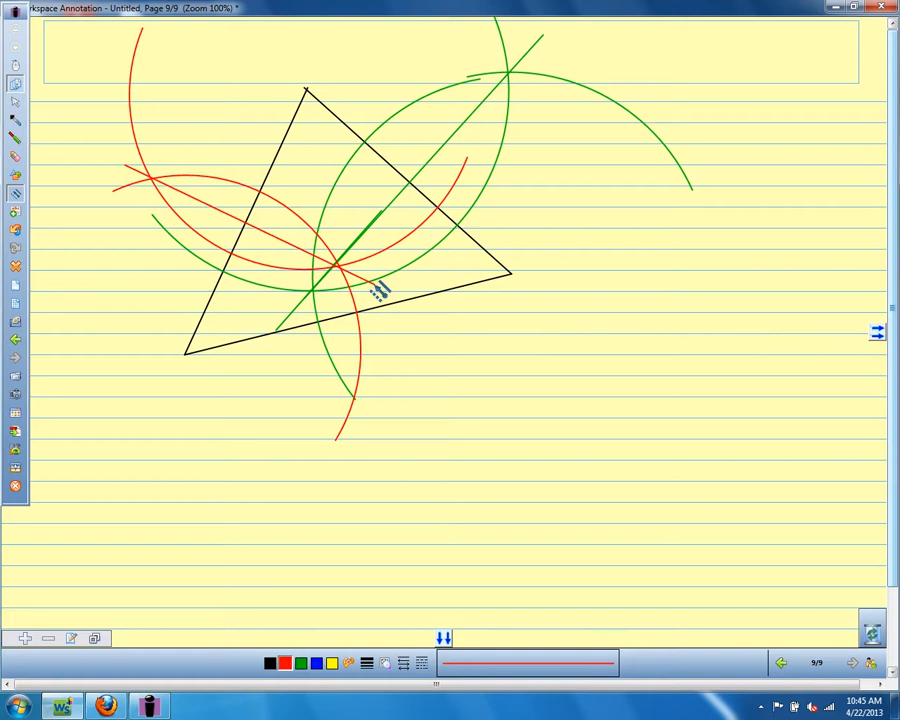 rkspace Annotation - Untitled, Page 9/9 (Zoom 100%) *
9/9
10:45 AM
4/22/2013